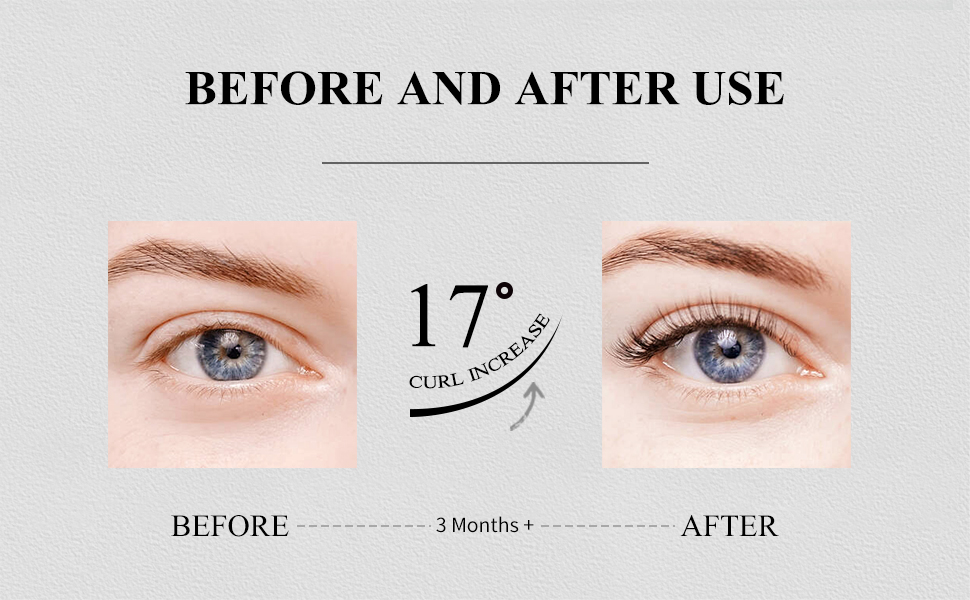 BEFORE AND AFTER USE
17°
CURL INCREASE
BEFORE
3 Months +
AFTER